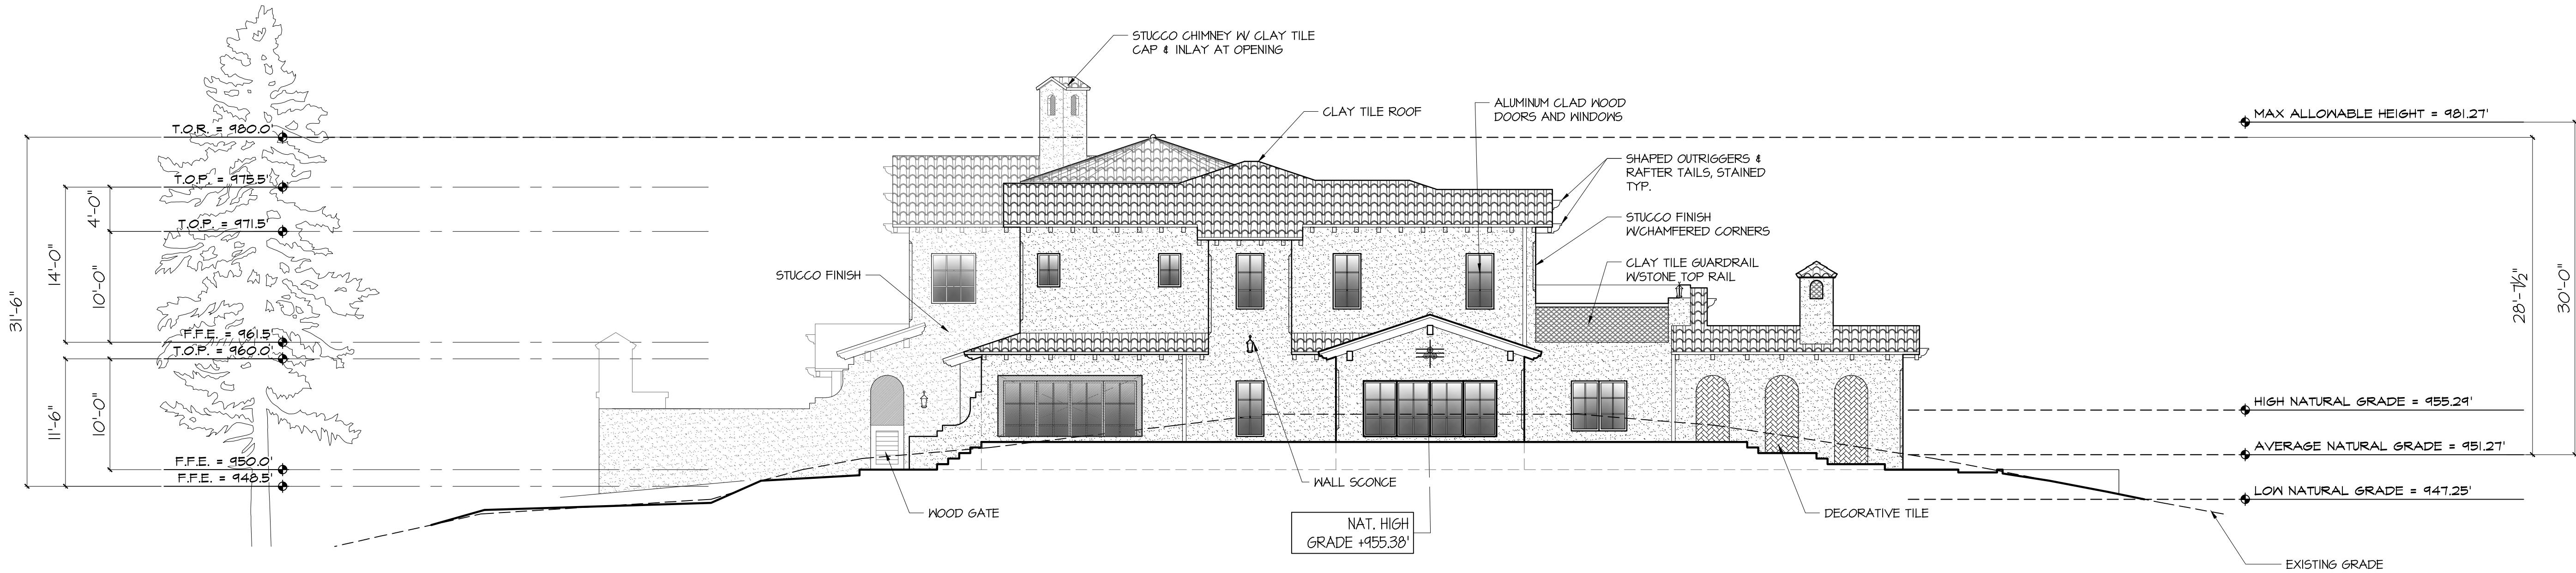 STUCCO CHIMNEY W/ CLAY TILE
CAP & INLAY AT OPENING
CLAY TILE ROOF
ALUMINUM CLAD WOOD
DOORS AND WINDOWS
MAX ALLOWABLE HEIGHT = 981.27'
T.O.R. = 980.0'
SHAPED OUTRIGGERS &
RAFTER TAILS, STAINED
TYP.
T.O.P. = 975.5'
4'-0"
T.O.P. = 971.5'
STUCCO FINISH
W/CHAMFERED CORNERS
14'-0"
10'-0"
STUCCO FINISH
CLAY TILE GUARDRAIL
W/STONE TOP RAIL
31'-6"
28'-7½"
30'-0"
F.F.E. = 961.5'
T.O.P. = 960.0'
11'-6"
10'-0"
HIGH NATURAL GRADE = 955.29'
AVERAGE NATURAL GRADE = 951.27'
F.F.E. = 950.0'
F.F.E. = 948.5'
WALL SCONCE
LOW NATURAL GRADE = 947.25'
WOOD GATE
DECORATIVE TILE
NAT. HIGH
GRADE +955.38'
EXISTING GRADE